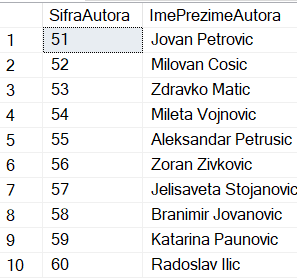 SifraAutora ImePrezimeAutora
1 51 Jovan Petrovic
2 52 Milovan Cosic
3 53 Zdravko Matic
4 54 Mileta Vojnovic
5 55 Aleksandar Petrusic
6 56 Zoran Zivkovic
7 57 Jelisaveta Stojanovic
8 58 Branimir Jovanovic
9 59 Katarina Paunovic
10 60 Radoslav Ilic